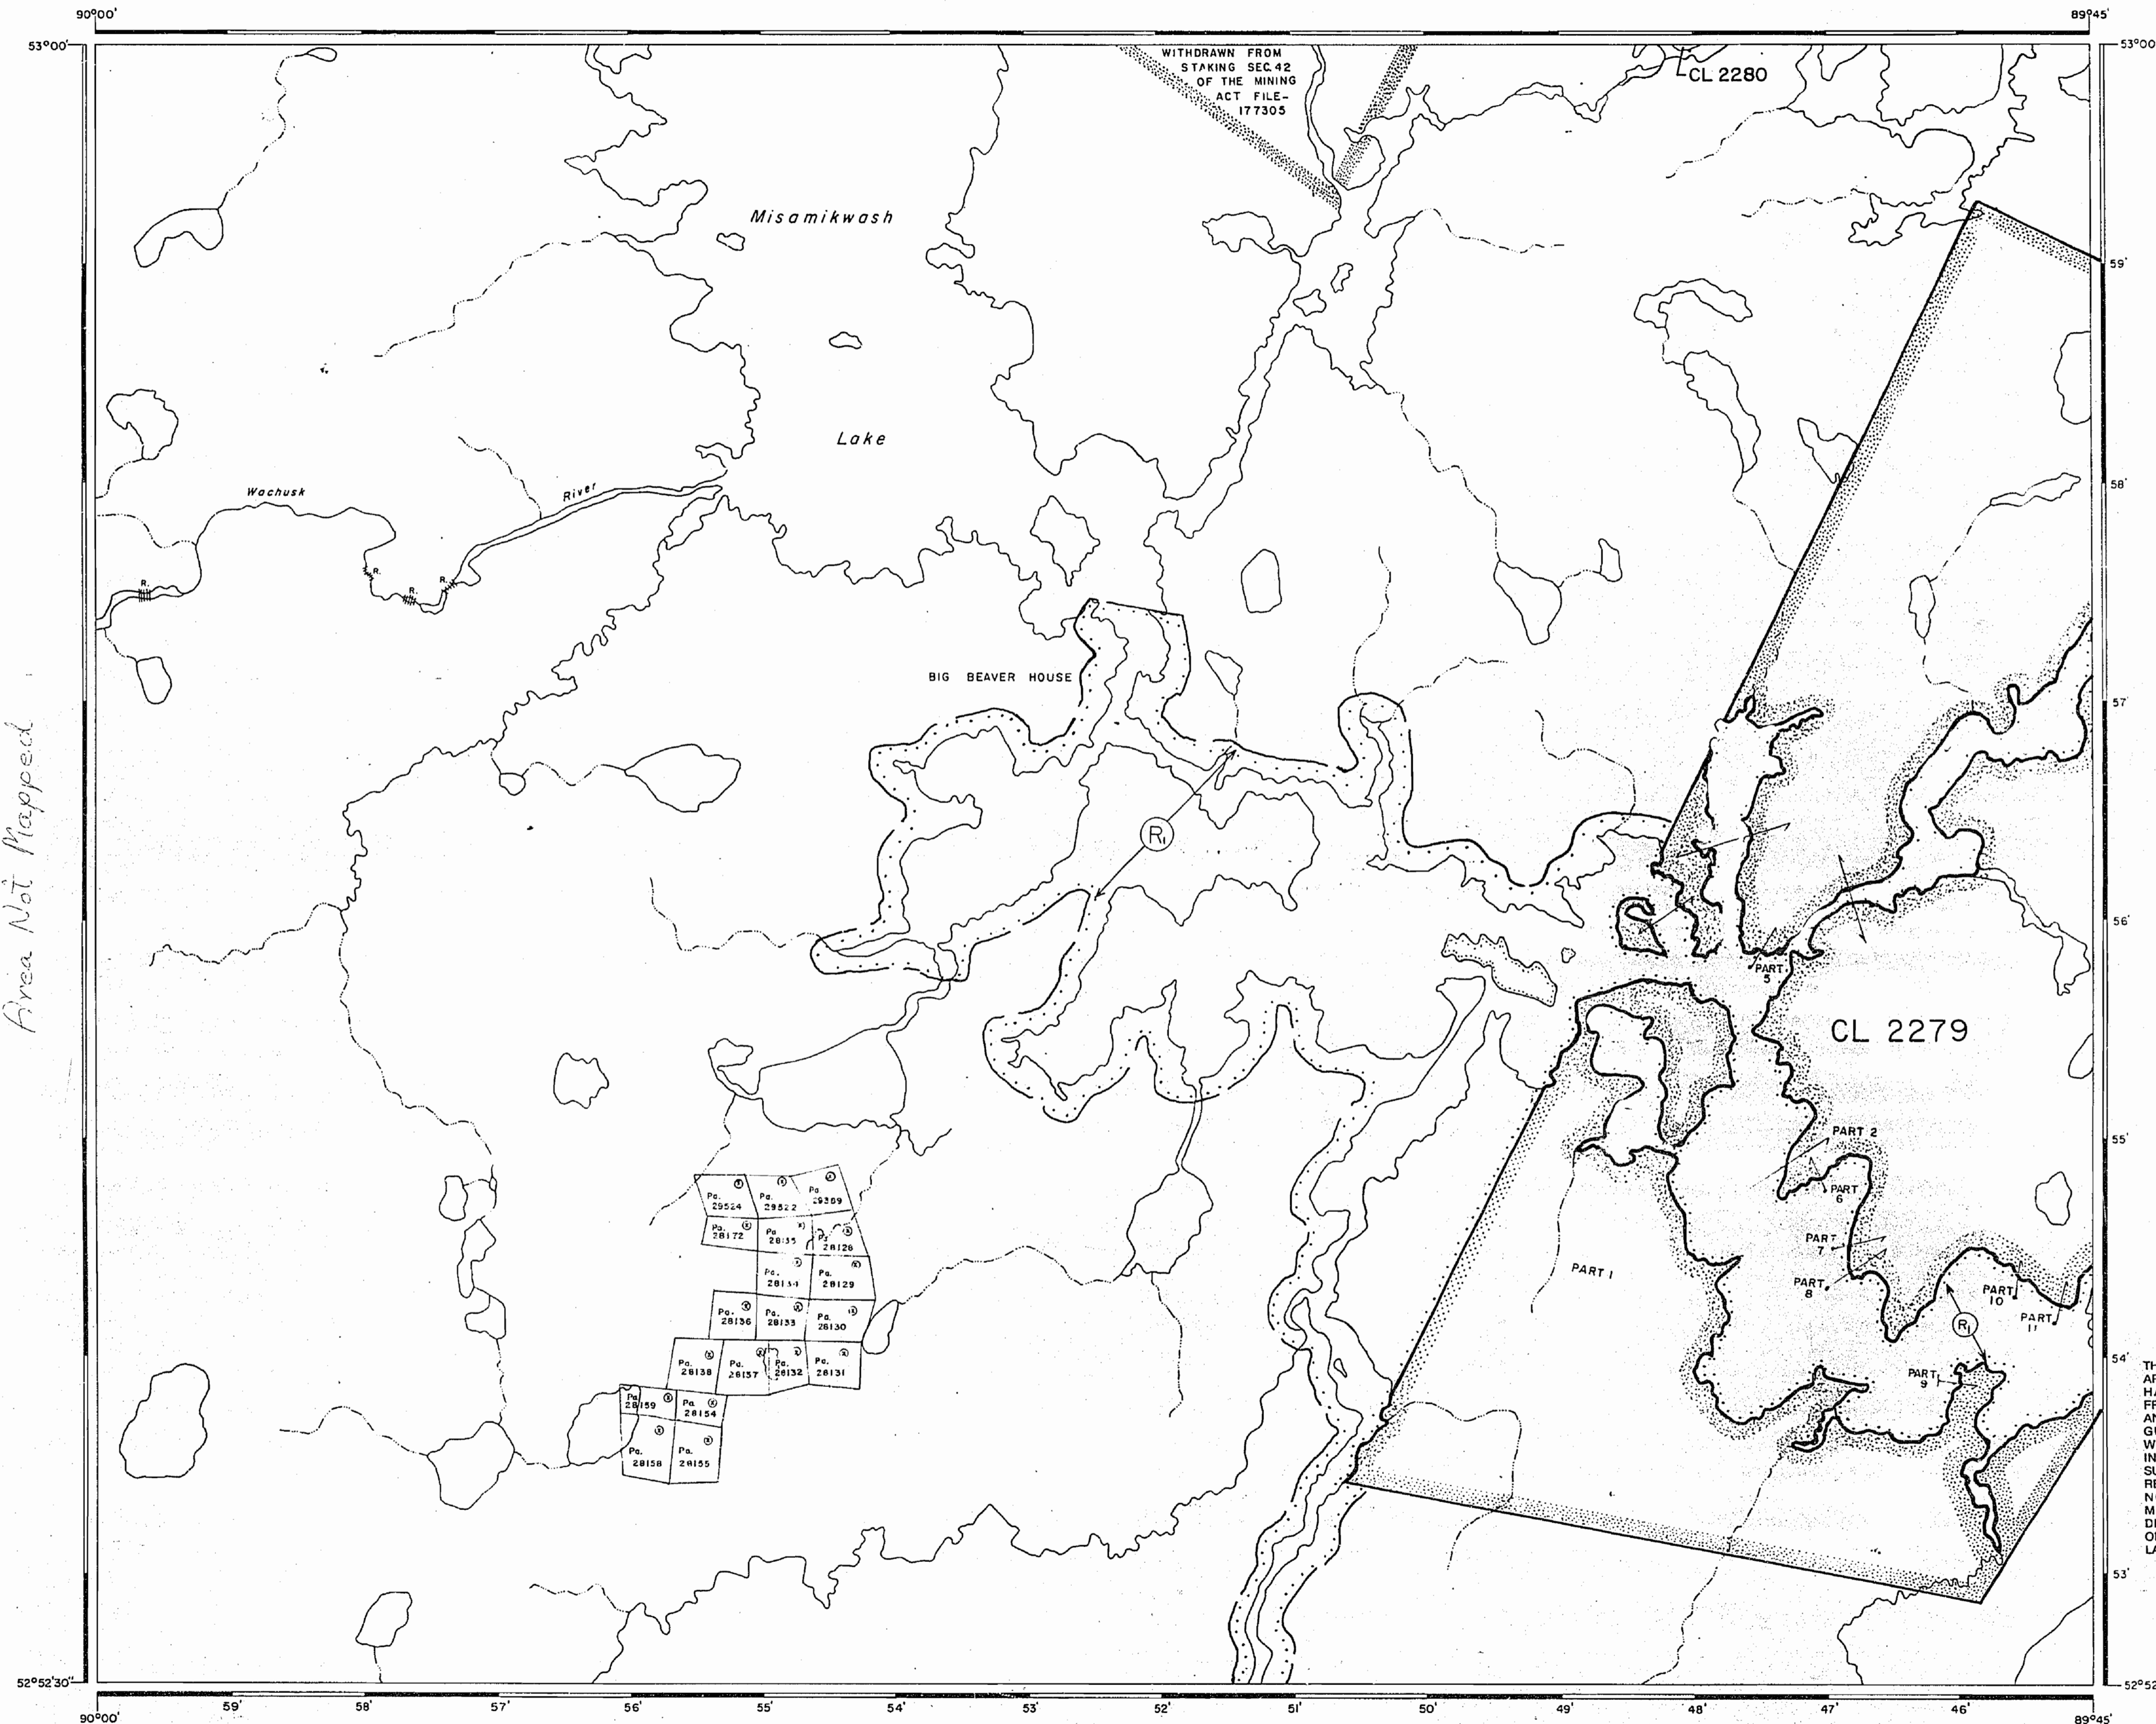 90°00'
89°45'
53°00'
53°00'
WITHDRAWN FROM
STAKING SEC. 42
OF THE MINING
ACT FILE-
177305
CL 2280
Misamikwash
59'
Lake
Wachusk
River
58'
R.
R.
R.
R.
BIG BEAVER HOUSE
57'
Area Not Mapped
R₁
56'
PART
5
CL 2279
55'
PART 2
PART
6
Pa.
29524
Pa.
29522
Pa
29369
Pa.
28172
Pa
28135
28128
PART
7
PART 1
Pa.
28134
Pa.
28129
PART
8
PART
10
PART
11
Pa.
28136
Pa.
28133
Pa.
28130
R₁
54'
Pa.
28138
Pa.
28137
Pa.
28132
Pa.
28131
PART
9
Pa
28159
Pa
28154
Pa.
28158
Pa.
28155
53'
52°52'30"
52°52
59'
58'
57'
56'
55'
54'
53'
52'
51'
50'
49'
48'
47'
46'
90°00'
89°45'